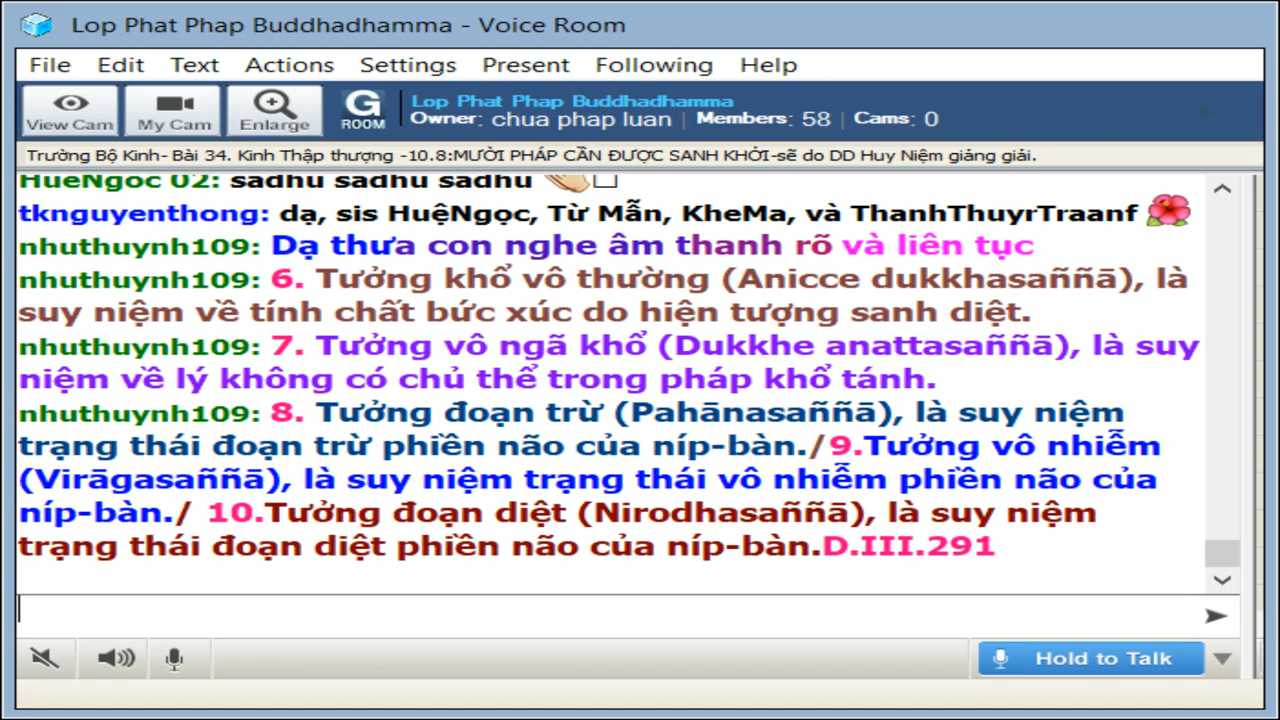 Lop Phat Phap Buddhadhamma - Voice Room
File Edit Text Actions Settings Present Following Help
View Cam My Cam Enlarge G ROOM
Lop Phat Phap Buddhadhamma
Owner: chua phap luan | Members: 58 | Cams: 0
Trường Bộ Kinh- Bài 34. Kinh Thập thượng -10.8:MƯỜI PHÁP CẦN ĐƯỢC SANH KHỞI-sẽ do DD Huy Niệm giảng giải.
HueNgoc 02: sadhu sadhu sadhu
tknguyenthong: dạ, sis HuệNgọc, Từ Mẫn, KheMa, và ThanhThuyrTraanf
nhuthuynh109: Dạ thưa con nghe âm thanh rõ và liên tục
nhuthuynh109: 6. Tưởng khổ vô thường (Anicce dukkhasaññā), là
suy niệm về tính chất bức xúc do hiện tượng sanh diệt.
nhuthuynh109: 7. Tưởng vô ngã khổ (Dukkhe anattasaññā), là suy
niệm về lý không có chủ thể trong pháp khổ tánh.
nhuthuynh109: 8. Tưởng đoạn trừ (Pahānasaññā), là suy niệm
trạng thái đoạn trừ phiền não của níp-bàn./9.Tưởng vô nhiễm
(Virāgasaññā), là suy niệm trạng thái vô nhiễm phiền não của
níp-bàn./ 10.Tưởng đoạn diệt (Nirodhasaññā), là suy niệm
trạng thái đoạn diệt phiền não của níp-bàn.D.III.291
Hold to Talk